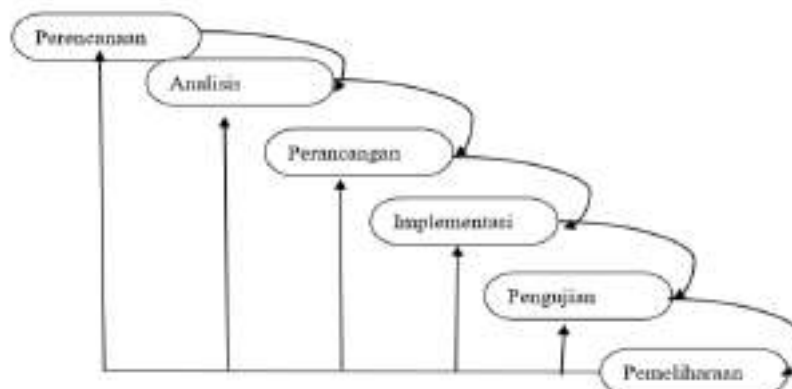 Perencanaan
Analisis
Perancangan
Implementasi
Pengujian
Pemeliharaan